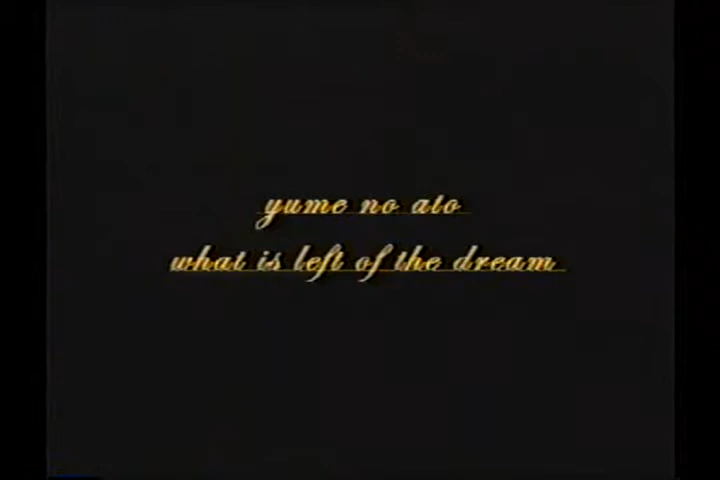 yume no ato
what is left of the dream